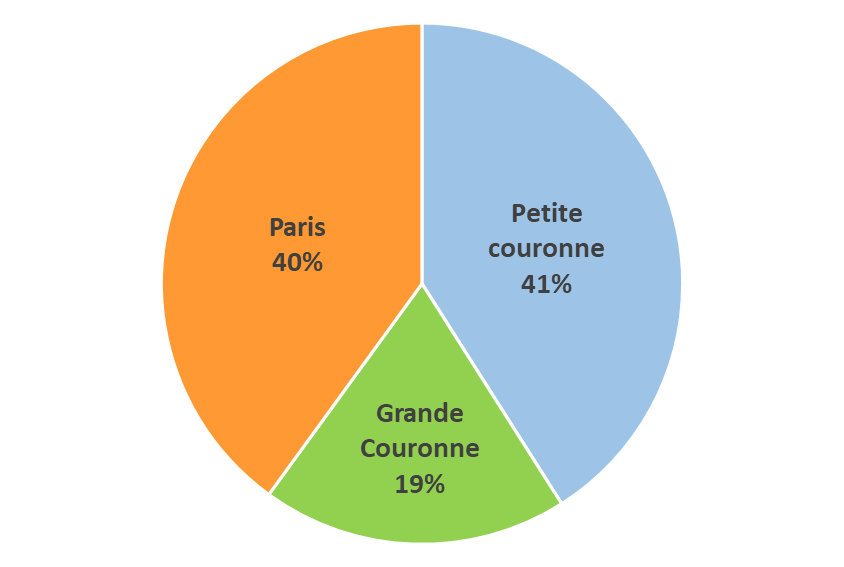 Paris
40%
Petite
couronne
41%
Grande
Couronne
19%